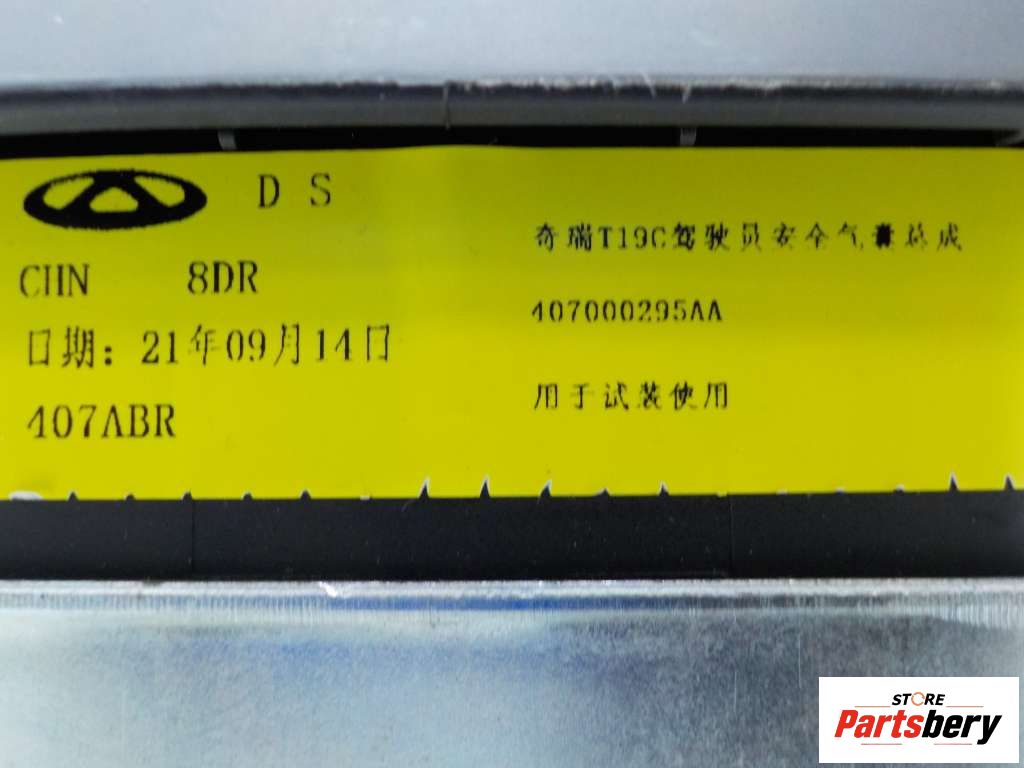 D S
CHN 8DR
日期: 21年09月14日
407ABR
奇瑞T19C驾驶员安全气囊总成
407000295AA
用于试装使用
STORE
Partsbery